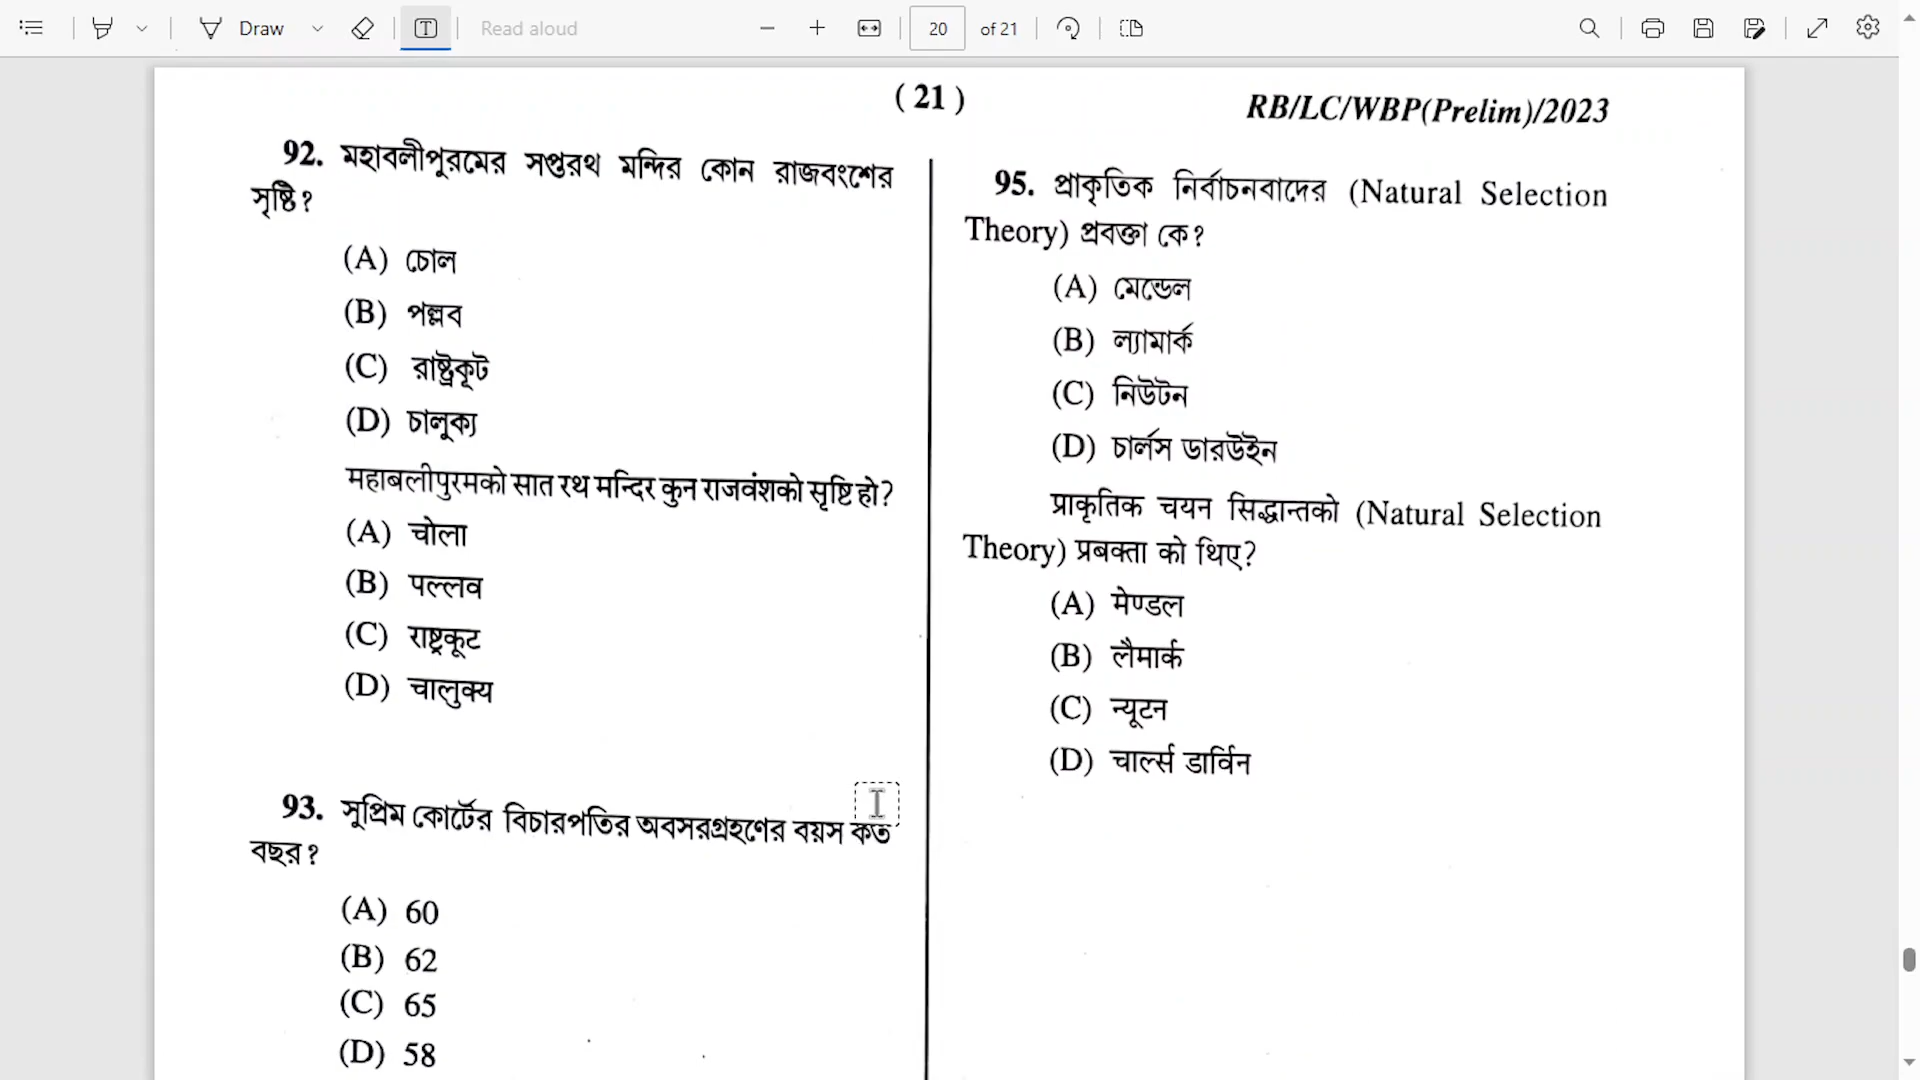 Draw
Read aloud
20 of 21
( 21 )
RB/LC/WBP(Prelim)/2023
92. মহাবলীপুরমের সপ্তরথ মন্দির কোন রাজবংশের
সৃষ্টি?
(A) চোল
(B) পল্লব
(C) রাষ্ট্রকূট
(D) চালুক্য
महाबलीपुरमको सात रथ मन्दिर कुन राजवंशको सृष्टि हो?
(A) चोला
(B) पल्लव
(C) राष्ट्रकूट
(D) चालुक्य
93. সুপ্রিম কোর্টের বিচারপতির অবসরগ্রহণের বয়স কত
বছর?
(A) 60
(B) 62
(C) 65
(D) 58
95. প্রাকৃতিক নির্বাচনবাদের (Natural Selection
Theory) প্রবক্তা কে?
(A) মেন্ডেল
(B) ল্যামার্ক
(C) নিউটন
(D) চার্লস ডারউইন
प्राकृतिक चयन सिद्धान्तको (Natural Selection
Theory) प्रबक्ता को थिए?
(A) मेण्डल
(B) लैमार्क
(C) न्यूटन
(D) चार्ल्स डार्विन